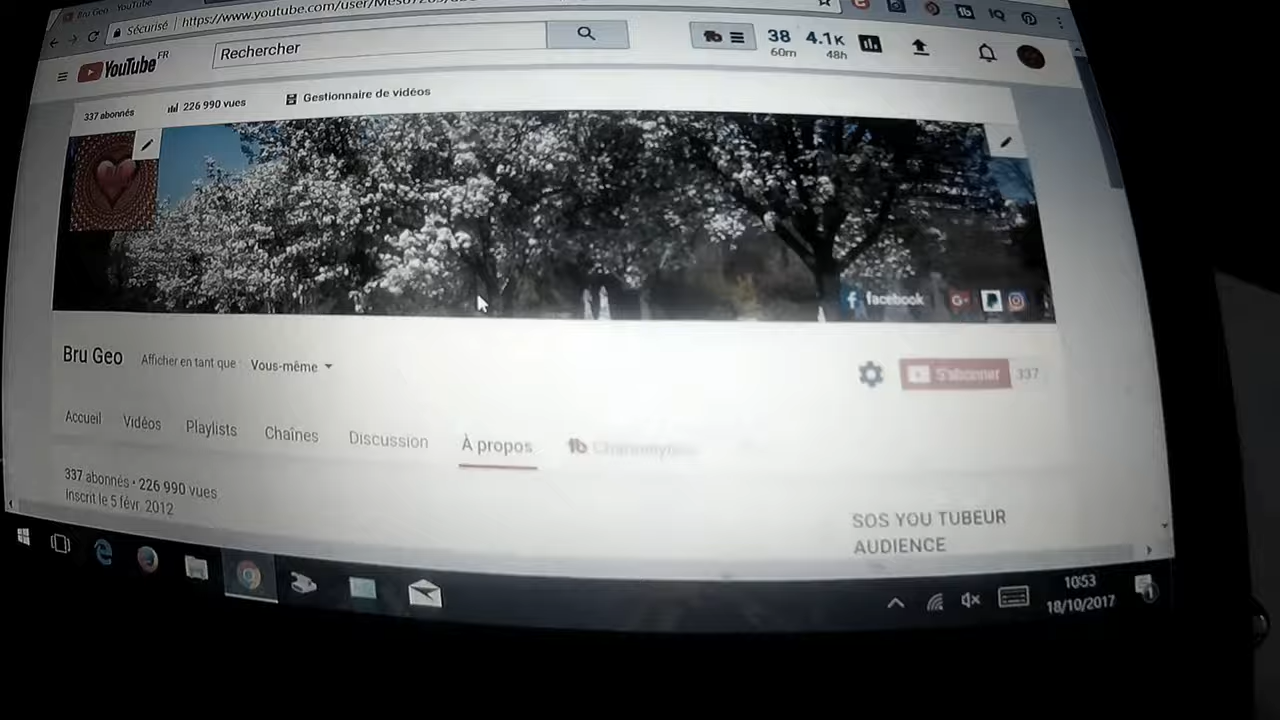 Bru Geo YouTube
Sécurisé https://www.youtube.com/user/
YouTube FR
Rechercher
38 4.1K
60m 48h
337 abonnés 226 990 vues Gestionnaire de vidéos
facebook G+
Bru Geo Afficher en tant que Vous-même S'abonner 337
Accueil Vidéos Playlists Chaînes Discussion À propos
337 abonnés • 226 990 vues
Inscrit le 5 févr. 2012
SOS YOU TUBEUR
AUDIENCE
10:53
18/10/2017